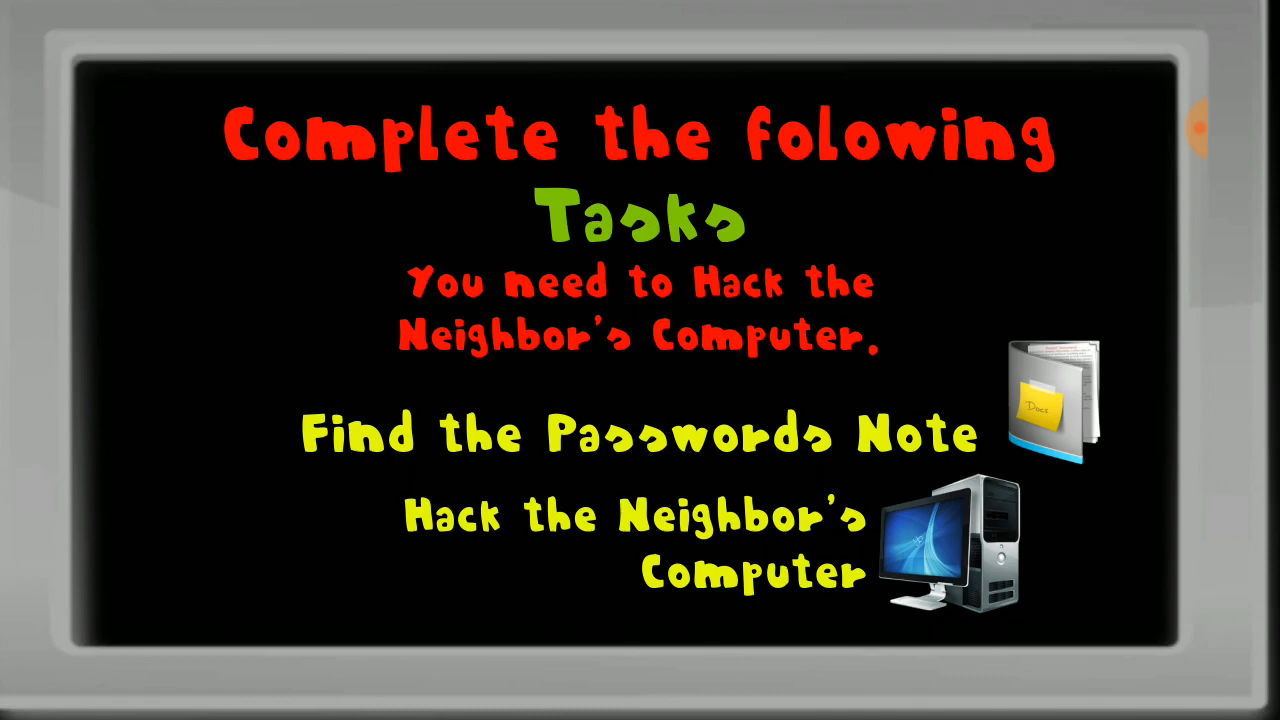 Complete the folowing
Tasks
You need to Hack the
Neighbor's Computer.
Find the Passwords Note
Docs
Hack the Neighbor's
Computer